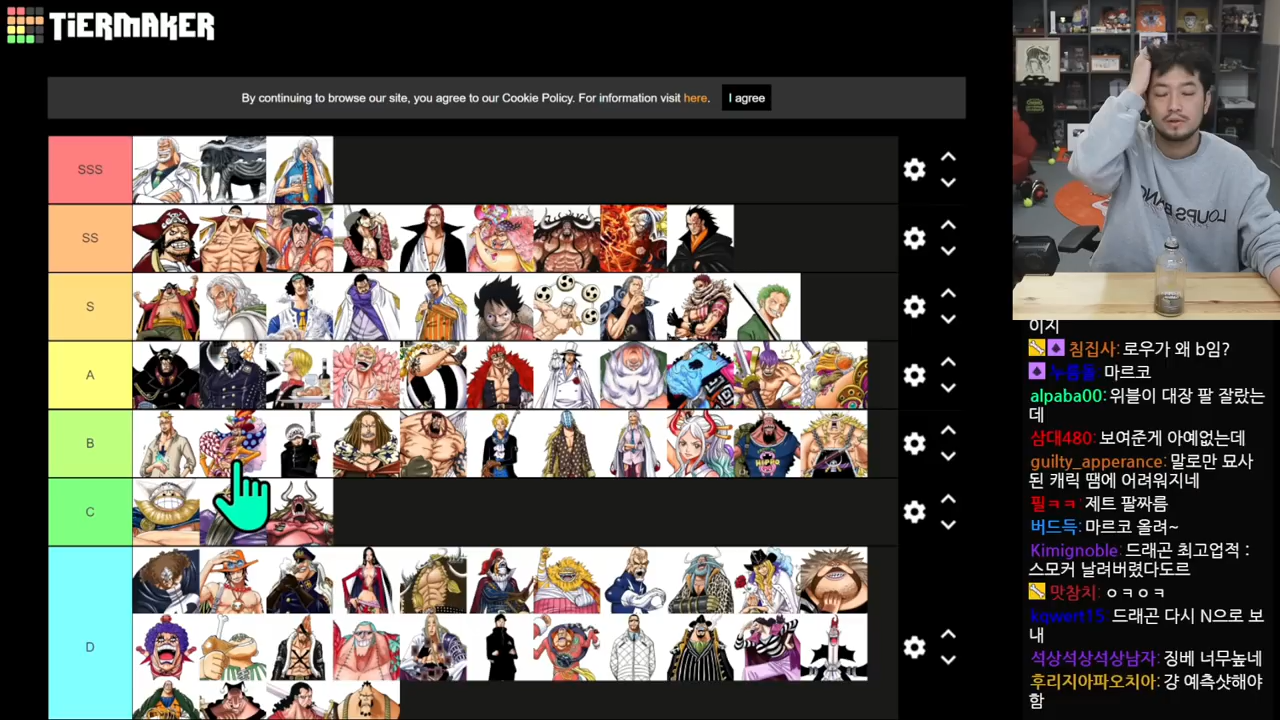 TiERMAKER
By continuing to browse our site, you agree to our Cookie Policy. For information visit here. I agree
SSS
SS
S
A
B
C
D
LOUPS BANG
이지
침집사: 로우가 왜 b임?
누름돌: 마르코
alpaba00: 위블이 대장 팔 잘랐는
데
삼대480: 보여준게 아예없는데
guilty_apperance: 말로만 묘사
된 캐릭 땜에 어려워지네
필ㅋㅋ: 제트 팔짜름
버드득: 마르코 올려~
Kimignoble: 드래곤 최고업적 :
스모커 날려버렸다도르
맛참치: ㅇㅋㅇㅋ
kqwert15: 드래곤 다시 N으로 보
내
석상석상석상남자: 징베 너무높네
후리지아파오치아: 걍 예측샷해야
함